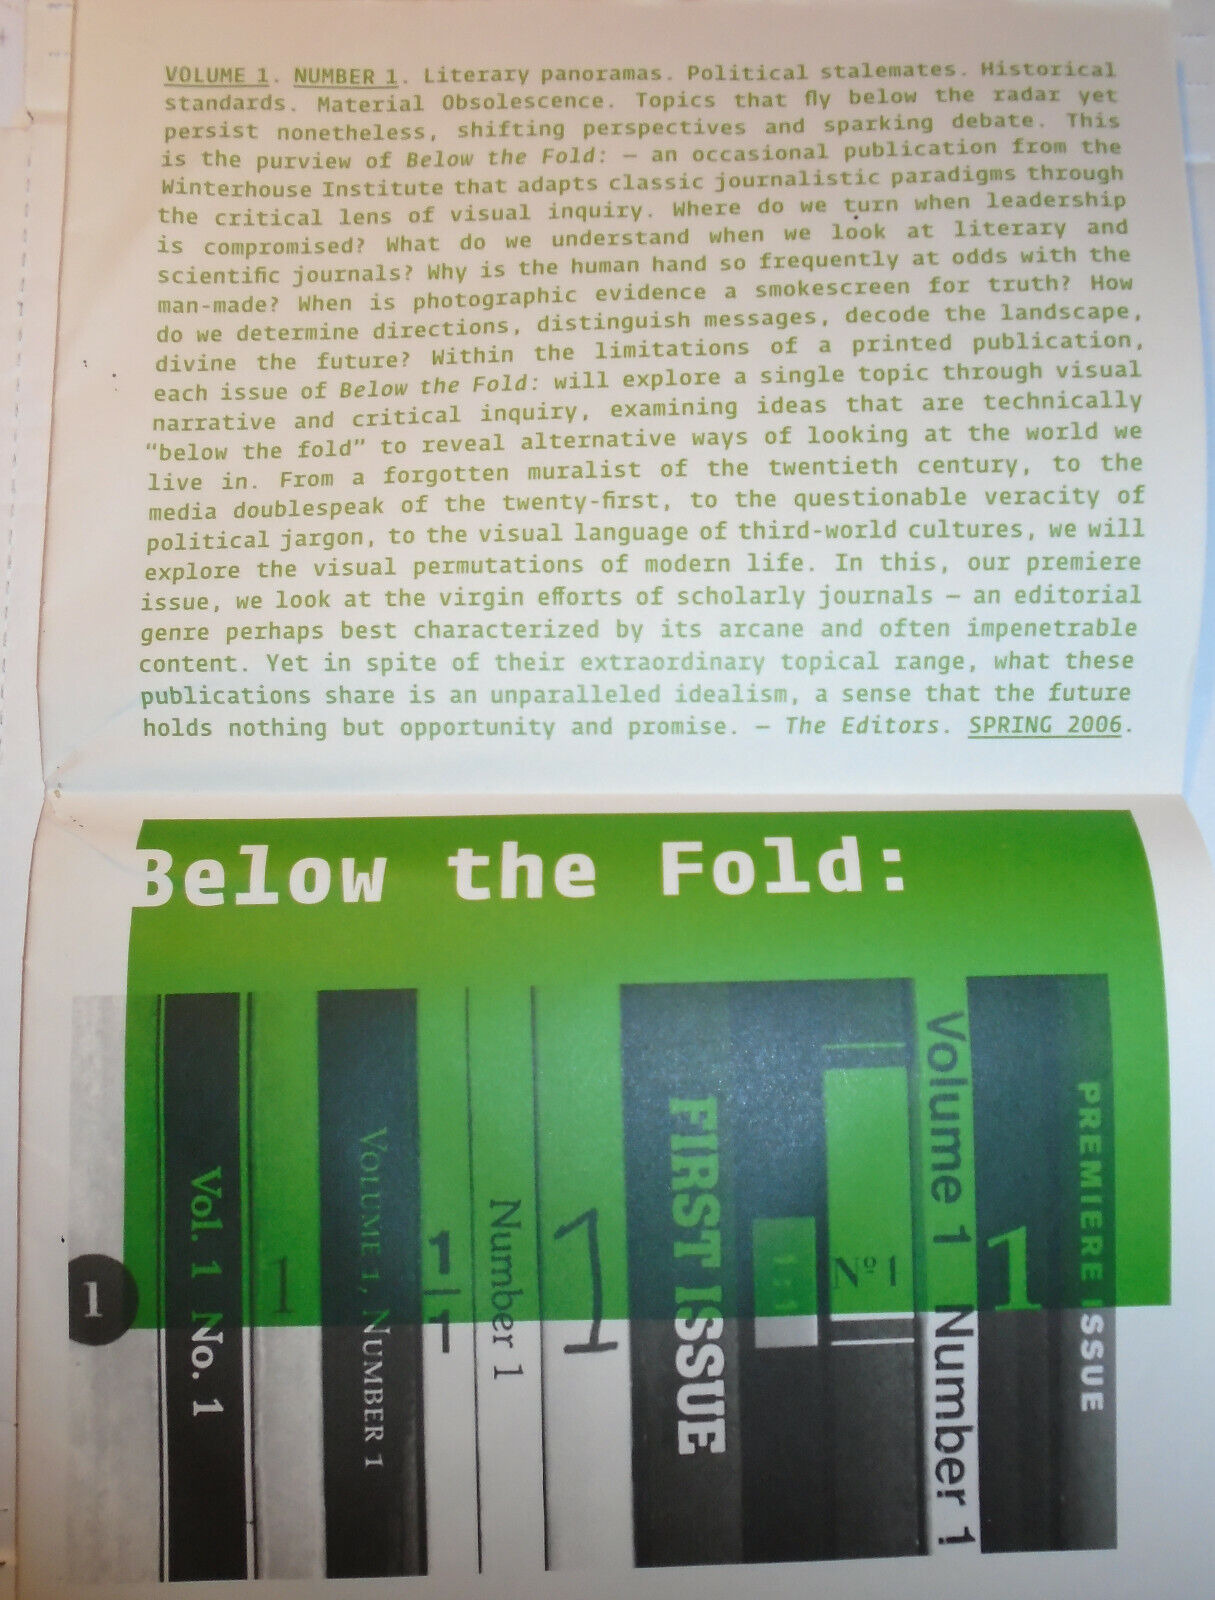 VOLUME 1. NUMBER 1. Literary panoramas. Political stalemates. Historical
standards. Material Obsolescence. Topics that fly below the radar yet
persist nonetheless, shifting perspectives and sparking debate. This
is the purview of Below the Fold: — an occasional publication from the
Winterhouse Institute that adapts classic journalistic paradigms through
the critical lens of visual inquiry. Where do we turn when leadership
is compromised? What do we understand when we look at literary and
scientific journals? Why is the human hand so frequently at odds with the
man-made? When is photographic evidence a smokescreen for truth? How
do we determine directions, distinguish messages, decode the landscape,
divine the future? Within the limitations of a printed publication,
each issue of Below the Fold: will explore a single topic through visual
narrative and critical inquiry, examining ideas that are technically
“below the fold” to reveal alternative ways of looking at the world we
live in. From a forgotten muralist of the twentieth century, to the
media doublespeak of the twenty-first, to the questionable veracity of
political jargon, to the visual language of third-world cultures, we will
explore the visual permutations of modern life. In this, our premiere
issue, we look at the virgin efforts of scholarly journals — an editorial
genre perhaps best characterized by its arcane and often impenetrable
content. Yet in spite of their extraordinary topical range, what these
publications share is an unparalleled idealism, a sense that the future
holds nothing but opportunity and promise. — The Editors. SPRING 2006.
Below the Fold:
1
Vol. 1 No. 1
1
VOLUME 1, NUMBER 1
1
1
Number 1
1
FIRST ISSUE
1:1
Nº 1
Volume 1 Number 1
1
PREMIERE ISSUE